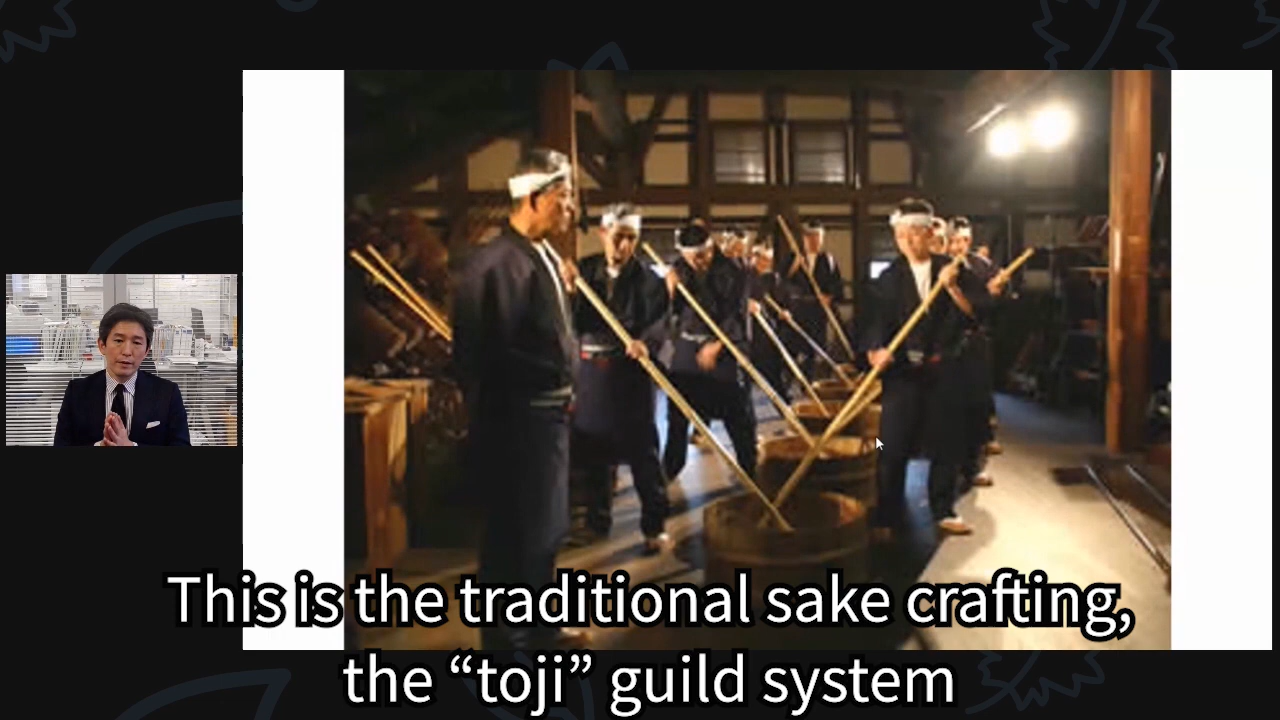 This is the traditional sake crafting,
the “toji” guild system